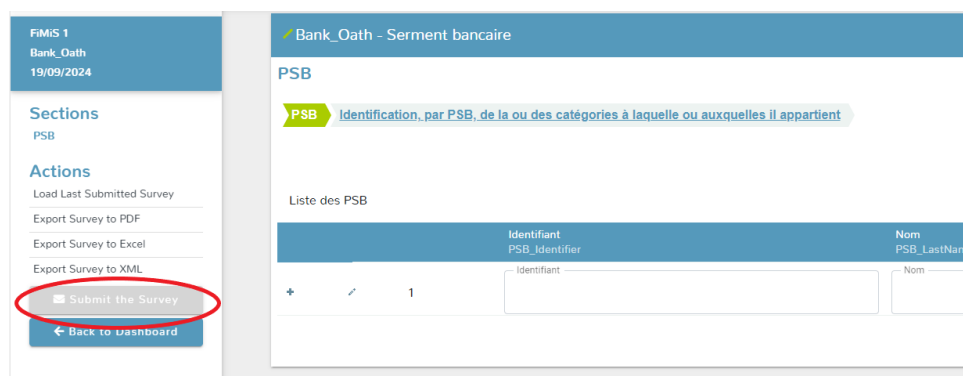 FiMiS 1
Bank_Oath
19/09/2024
Sections
PSB
Actions
Load Last Submitted Survey
Export Survey to PDF
Export Survey to Excel
Export Survey to XML
Submit the Survey
Back to Dashboard
Bank_Oath - Serment bancaire
PSB
PSB Identification, par PSB, de la ou des catégories à laquelle ou auxquelles il appartient
Liste des PSB
Identifiant Nom
PSB_Identifier PSB_LastNam
Identifiant Nom
1